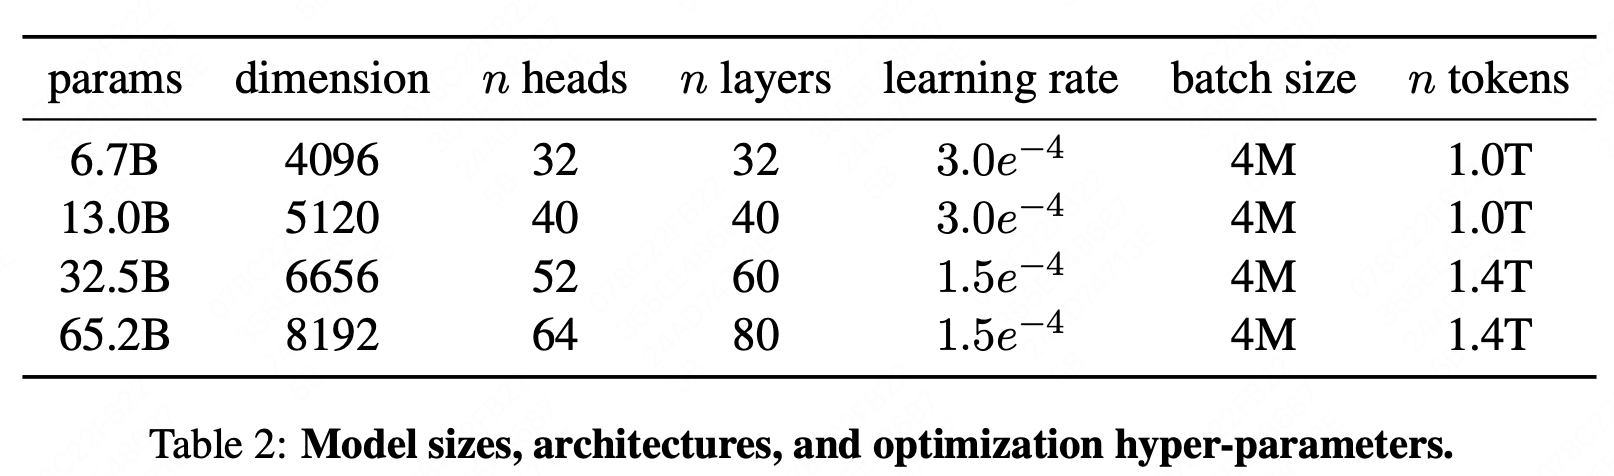 params dimension n heads n layers learning rate batch size n tokens
6.7B 4096 32 32 3.0e⁻⁴ 4M 1.0T
13.0B 5120 40 40 3.0e⁻⁴ 4M 1.0T
32.5B 6656 52 60 1.5e⁻⁴ 4M 1.4T
65.2B 8192 64 80 1.5e⁻⁴ 4M 1.4T
Table 2: Model sizes, architectures, and optimization hyper-parameters.